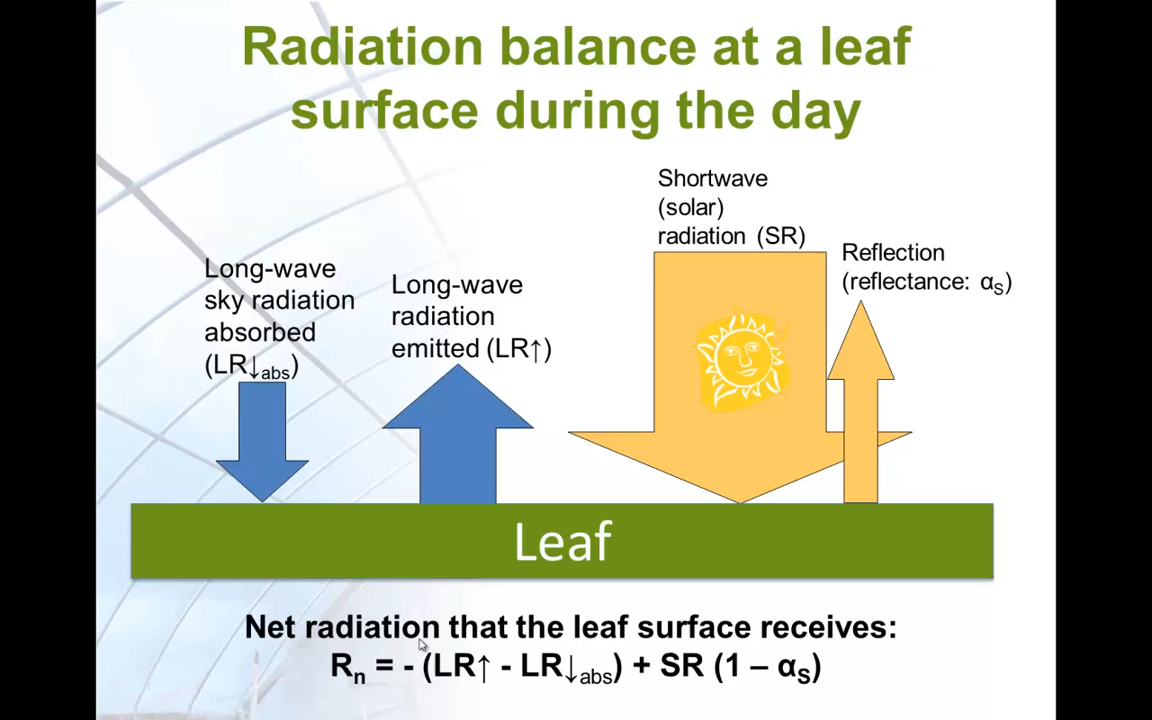 Radiation balance at a leaf
surface during the day
Shortwave
(solar)
radiation (SR)
Reflection
(reflectance: αS)
Long-wave
sky radiation
absorbed
(LR↓abs)
Long-wave
radiation
emitted (LR↑)
Leaf
Net radiation that the leaf surface receives:
Rn = - (LR↑ - LR↓abs) + SR (1 – αS)